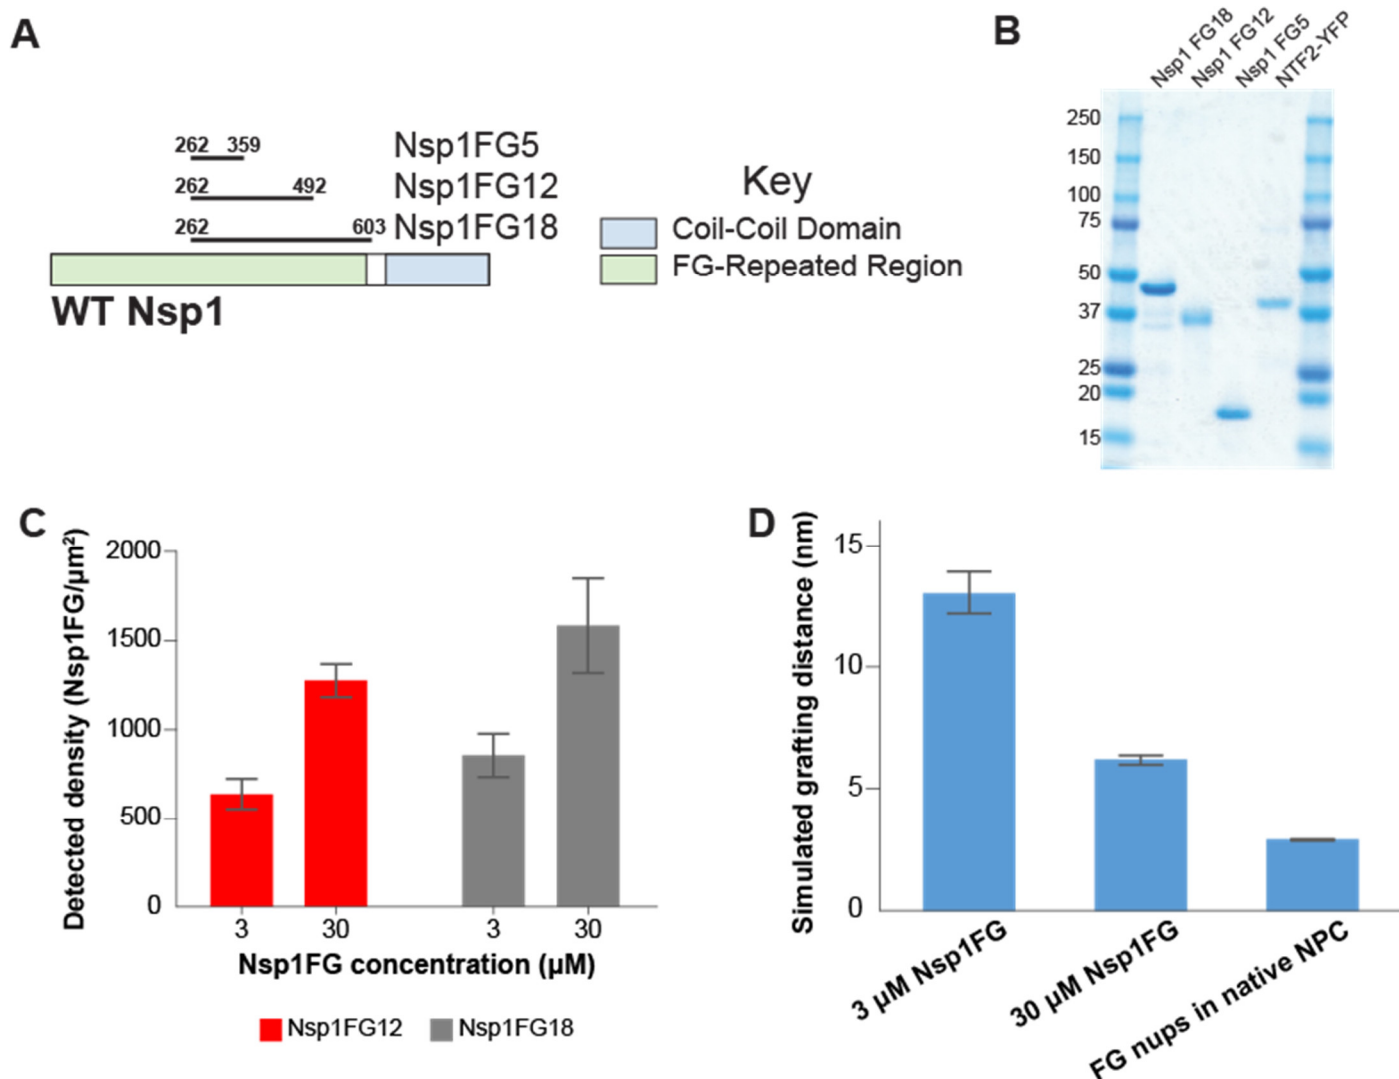 A
262 359 Nsp1FG5
262 492 Nsp1FG12
262 603 Nsp1FG18
WT Nsp1
Key
Coil-Coil Domain
FG-Repeated Region
B
Nsp1 FG18
Nsp1 FG12
Nsp1 FG5
NTF2-YFP
250
150
100
75
50
37
25
20
15
C
Detected density (Nsp1FG/µm²)
2000
1500
1000
500
0
3 30 3 30
Nsp1FG concentration (µM)
Nsp1FG12 Nsp1FG18
D
Simulated grafting distance (nm)
15
10
5
0
3 µM Nsp1FG
30 µM Nsp1FG
FG nups in native NPC